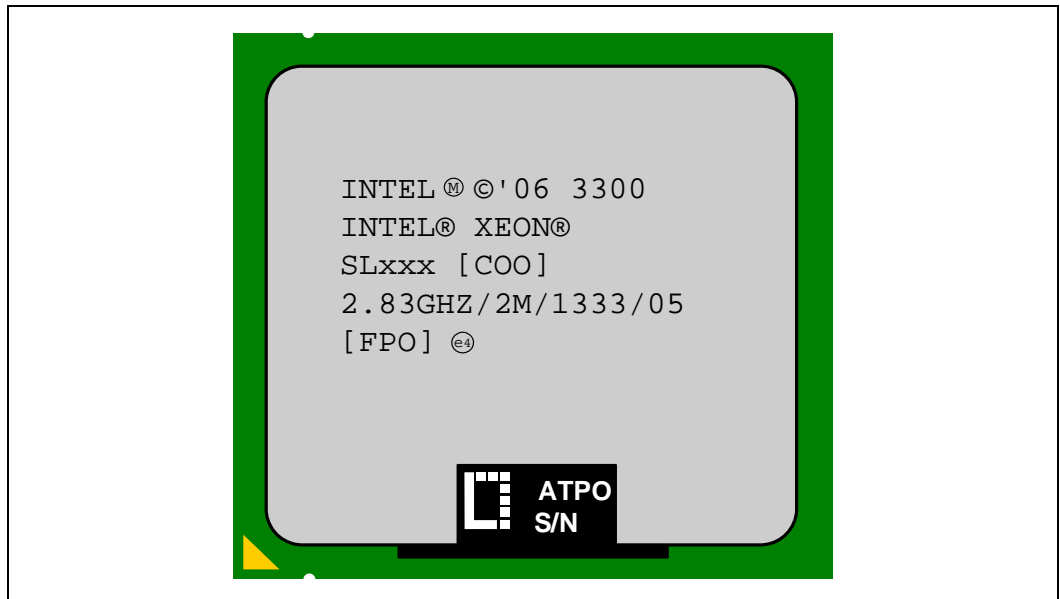 INTEL Ⓜ ©'06 3300
INTEL® XEON®
SLxxx [COO]
2.83GHZ/2M/1333/05
[FPO] (e4)
ATPO
S/N